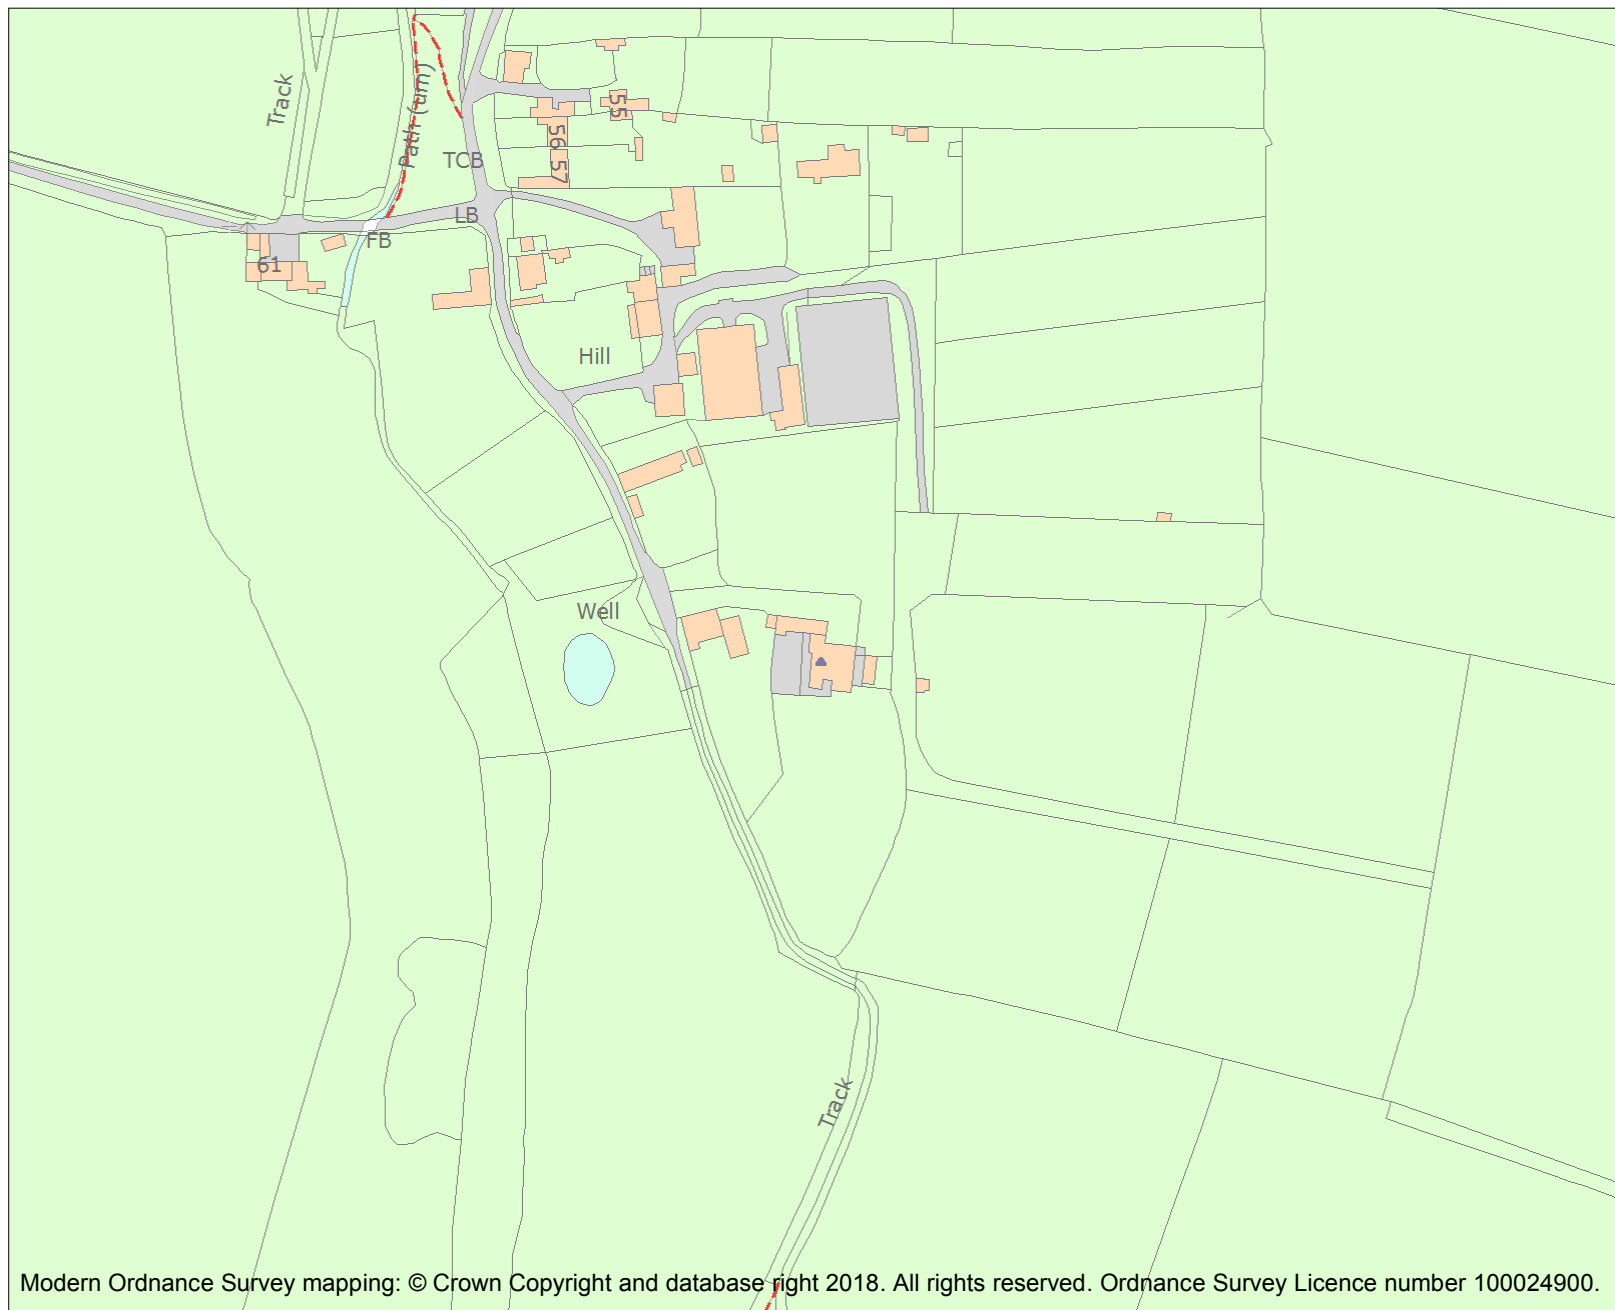 Track
Path (um)
55
56
57
TCB
LB
FB
61
Hill
Well
Track
Modern Ordnance Survey mapping: © Crown Copyright and database right 2018. All rights reserved. Ordnance Survey Licence number 100024900.